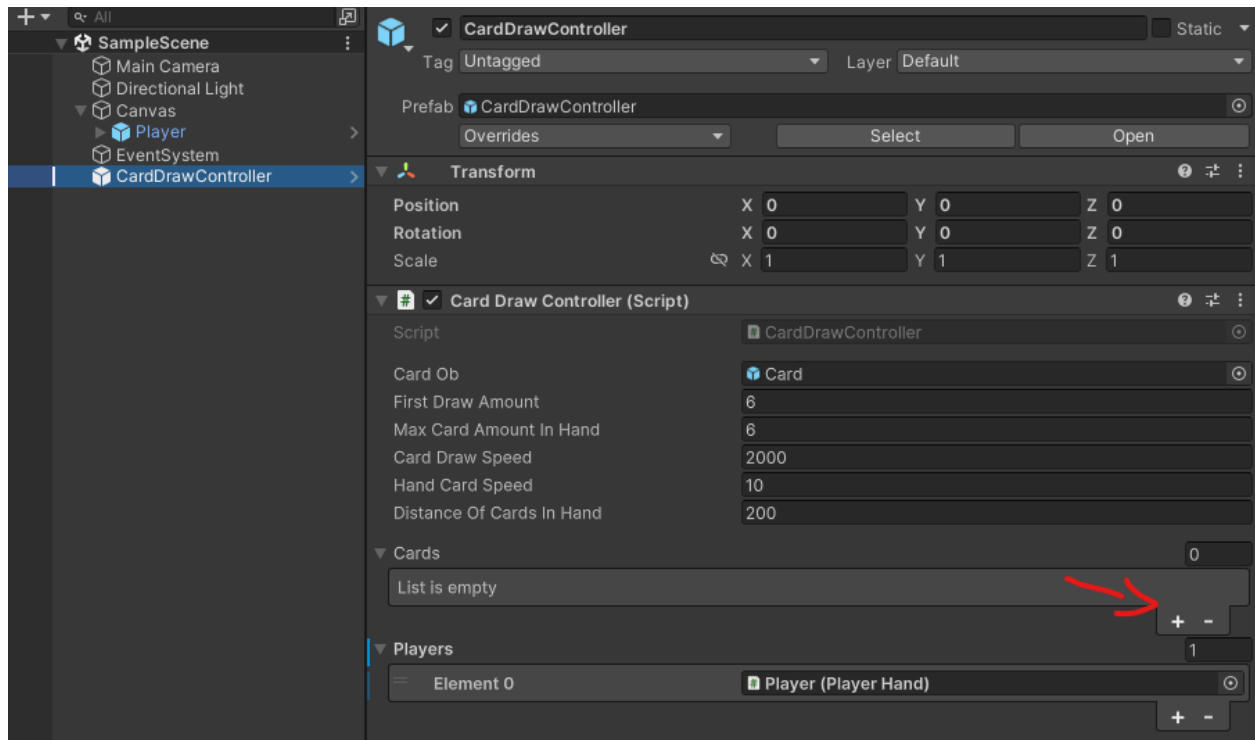 All
SampleScene
Main Camera
Directional Light
Canvas
Player
EventSystem
CardDrawController
CardDrawController Static
Tag Untagged Layer Default
Prefab CardDrawController
Overrides Select Open
Transform
Position X 0 Y 0 Z 0
Rotation X 0 Y 0 Z 0
Scale X 1 Y 1 Z 1
# Card Draw Controller (Script)
Script # CardDrawController
Card Ob Card
First Draw Amount 6
Max Card Amount In Hand 6
Card Draw Speed 2000
Hand Card Speed 10
Distance Of Cards In Hand 200
Cards 0
List is empty
+ -
Players 1
Element 0 # Player (Player Hand)
+ -